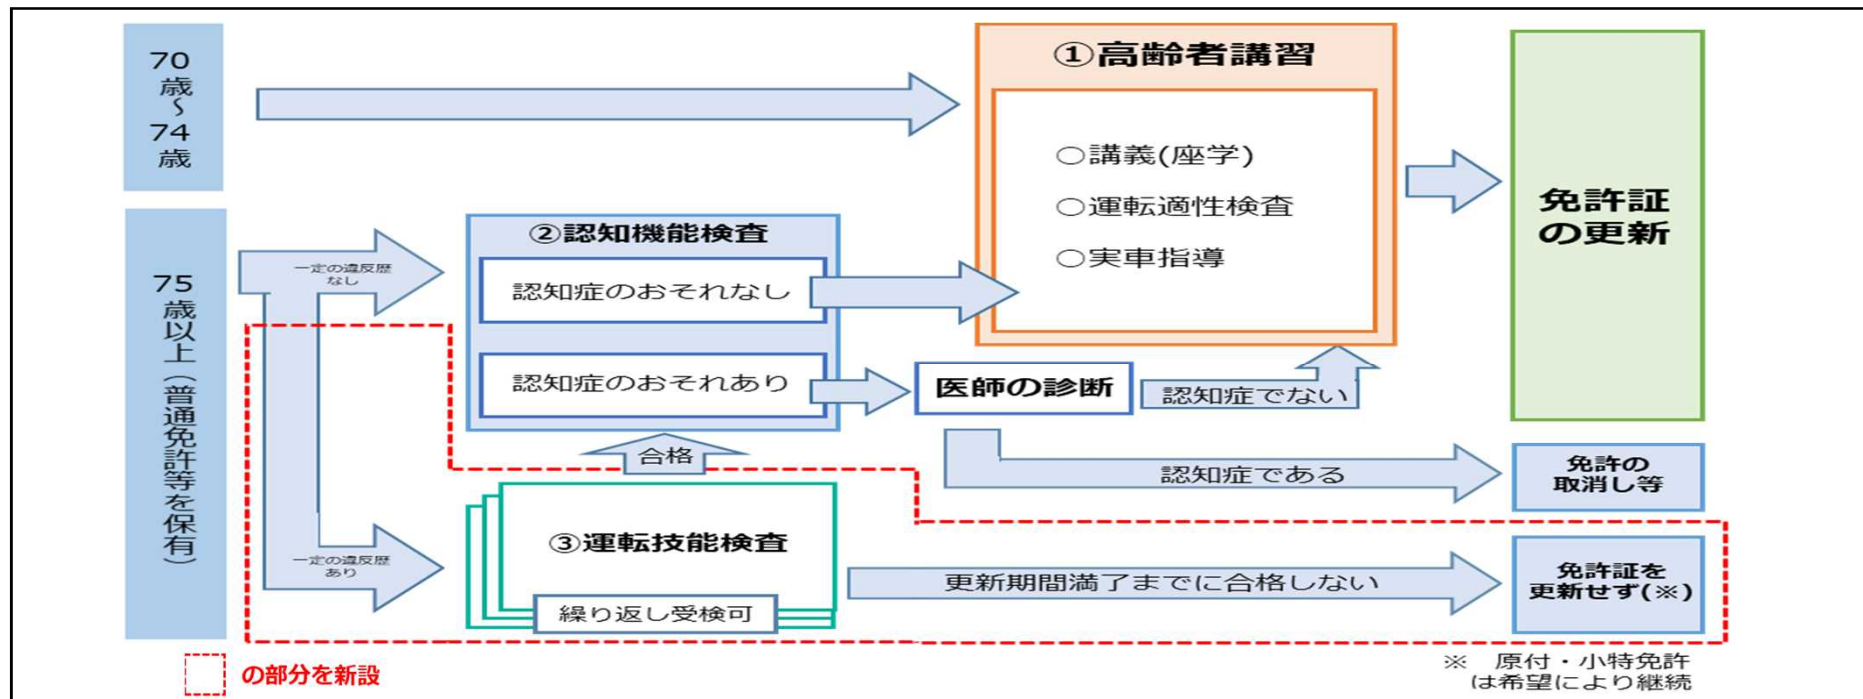 70歳～74歳
①高齢者講習
○講義(座学)
○運転適性検査
○実車指導
免許証
の更新
75歳以上（普通免許等を保有）
一定の違反歴
なし
②認知機能検査
認知症のおそれなし
認知症のおそれあり
医師の診断
認知症でない
合格
認知症である
免許の
取消し等
一定の違反歴
あり
③運転技能検査
繰り返し受検可
更新期間満了までに合格しない
免許証を
更新せず(※)
の部分を新設
※ 原付・小特免許
は希望により継続